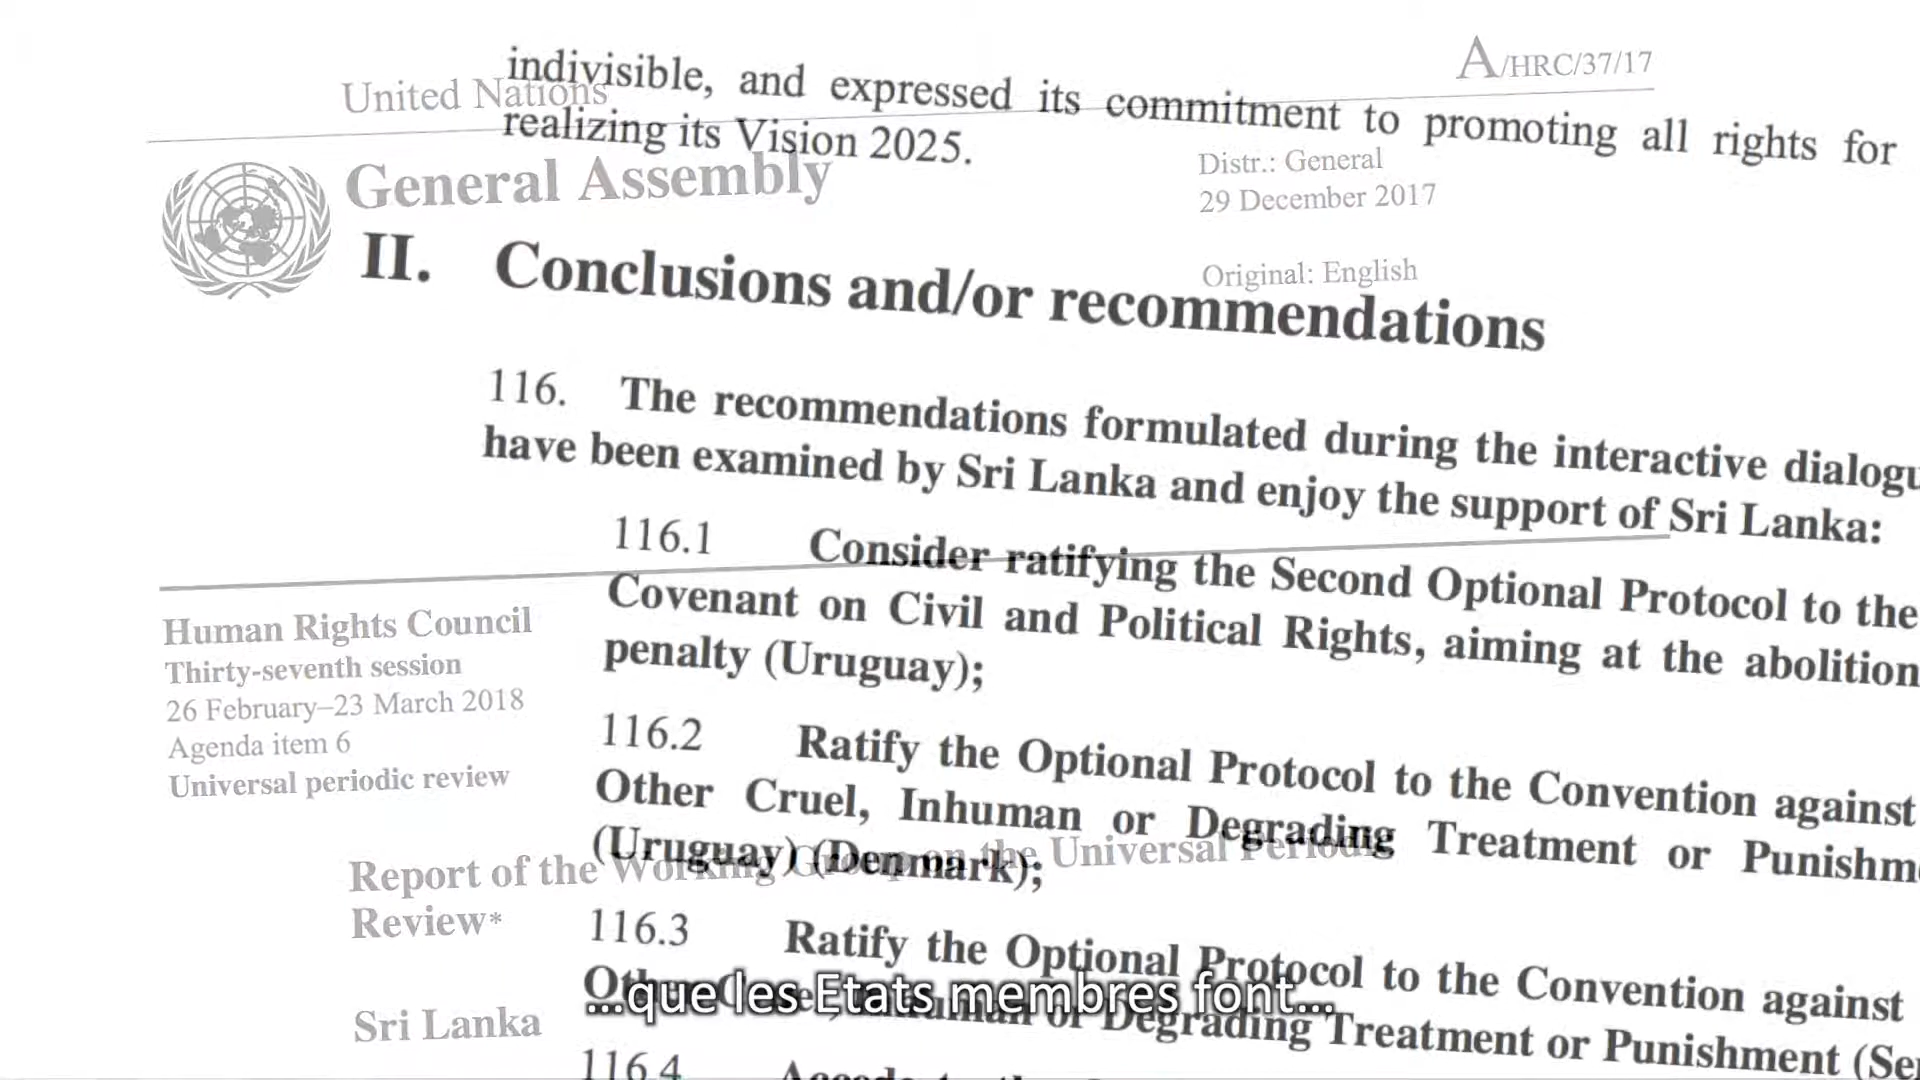 United Nations
A/HRC/37/17
General Assembly
Distr.: General
29 December 2017
Original: English
Human Rights Council
Thirty-seventh session
26 February–23 March 2018
Agenda item 6
Universal periodic review
Report of the Working Group on the Universal Periodic
Review*
Sri Lanka
indivisible, and expressed its commitment to promoting all rights for
realizing its Vision 2025.
II. Conclusions and/or recommendations
116. The recommendations formulated during the interactive
have been examined by Sri Lanka and enjoy the support of Sri Lanka:
116.1 Consider ratifying the Second Optional Protocol to the
Covenant on Civil and Political Rights, aiming at the abolition
penalty (Uruguay);
116.2 Ratify the Optional Protocol to the Convention against
Other Cruel, Inhuman or Degrading Treatment or
(Uruguay) (Denmark);
116.3 Ratify the Optional Protocol to the Convention against
Degrading Treatment or Punishment
116.4
...que les Etats membres font...